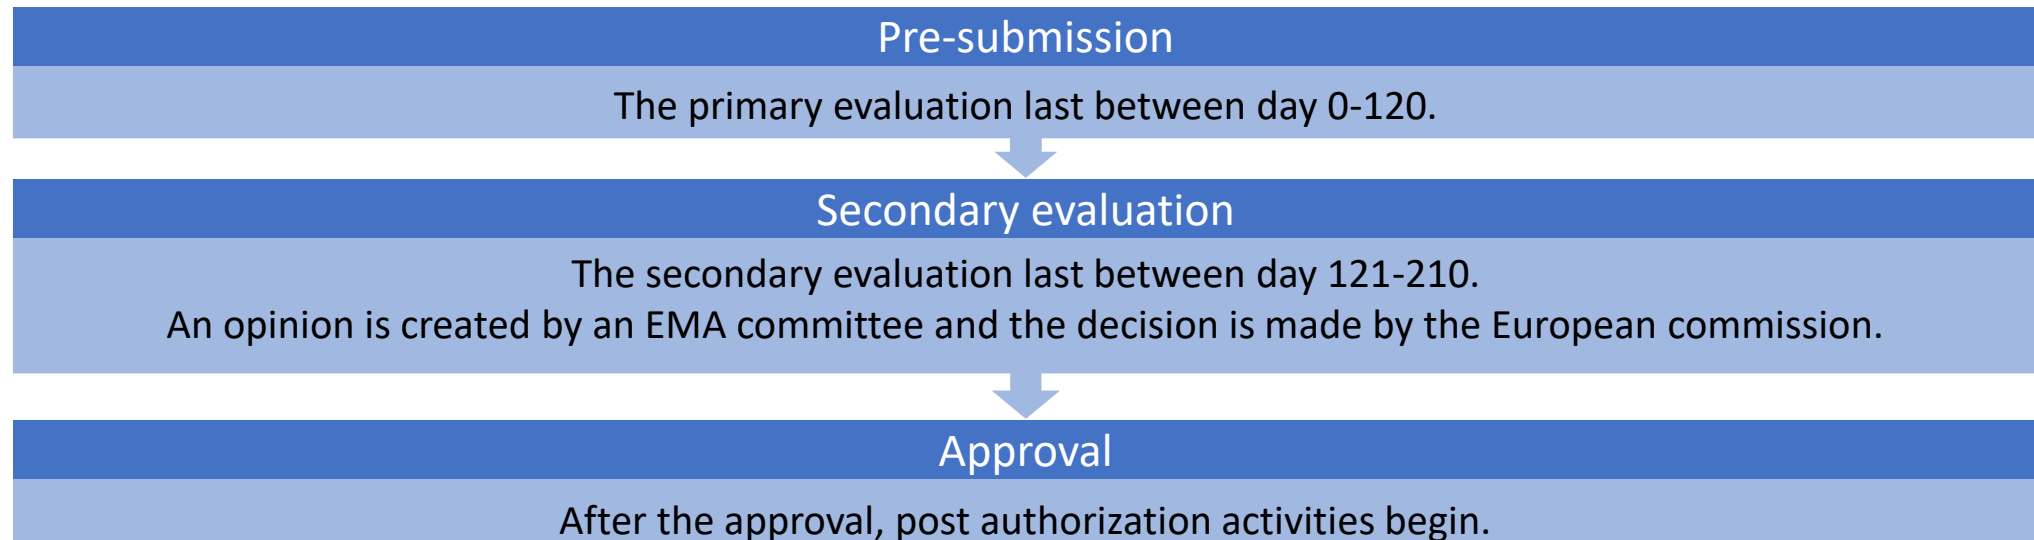 Pre-submission
The primary evaluation last between day 0-120.
Secondary evaluation
The secondary evaluation last between day 121-210.
An opinion is created by an EMA committee and the decision is made by the European commission.
Approval
After the approval, post authorization activities begin.